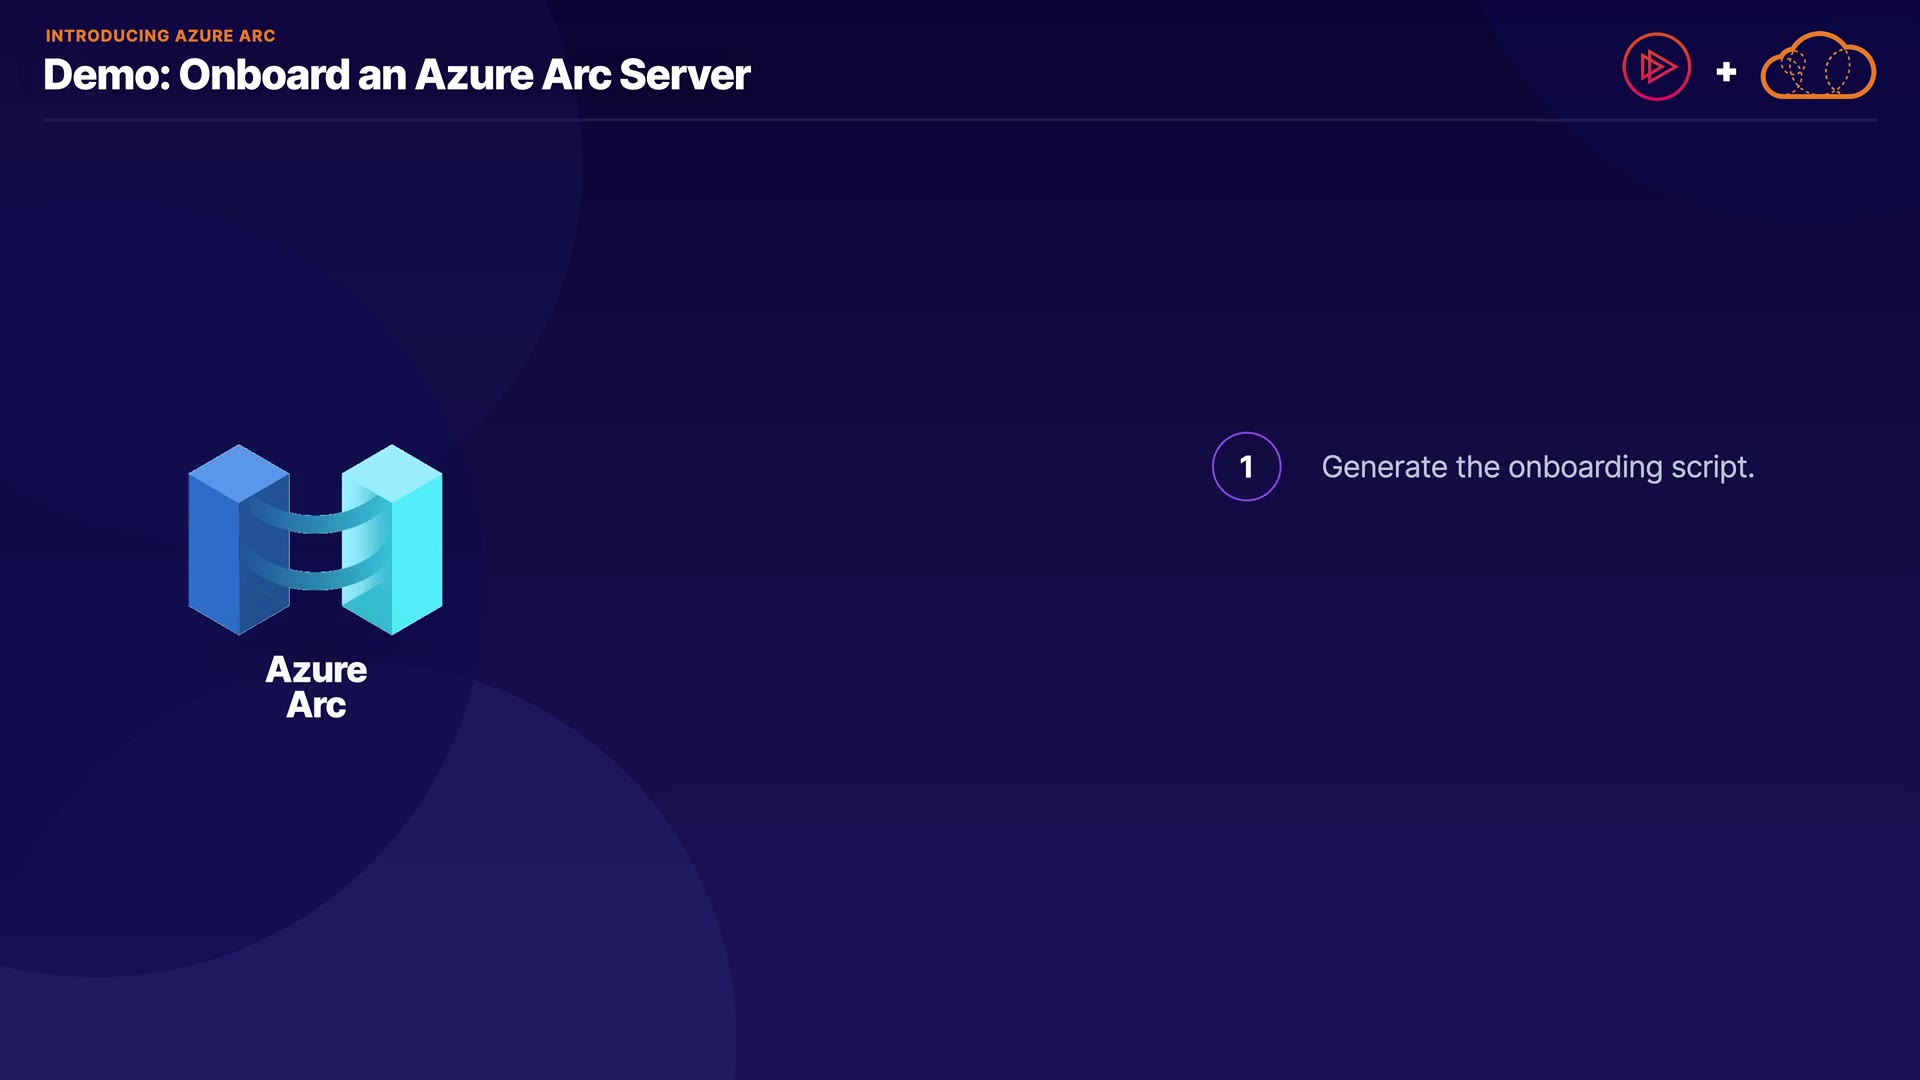 INTRODUCING AZURE ARC
Demo: Onboard an Azure Arc Server
+
1 Generate the onboarding script.
Azure
Arc